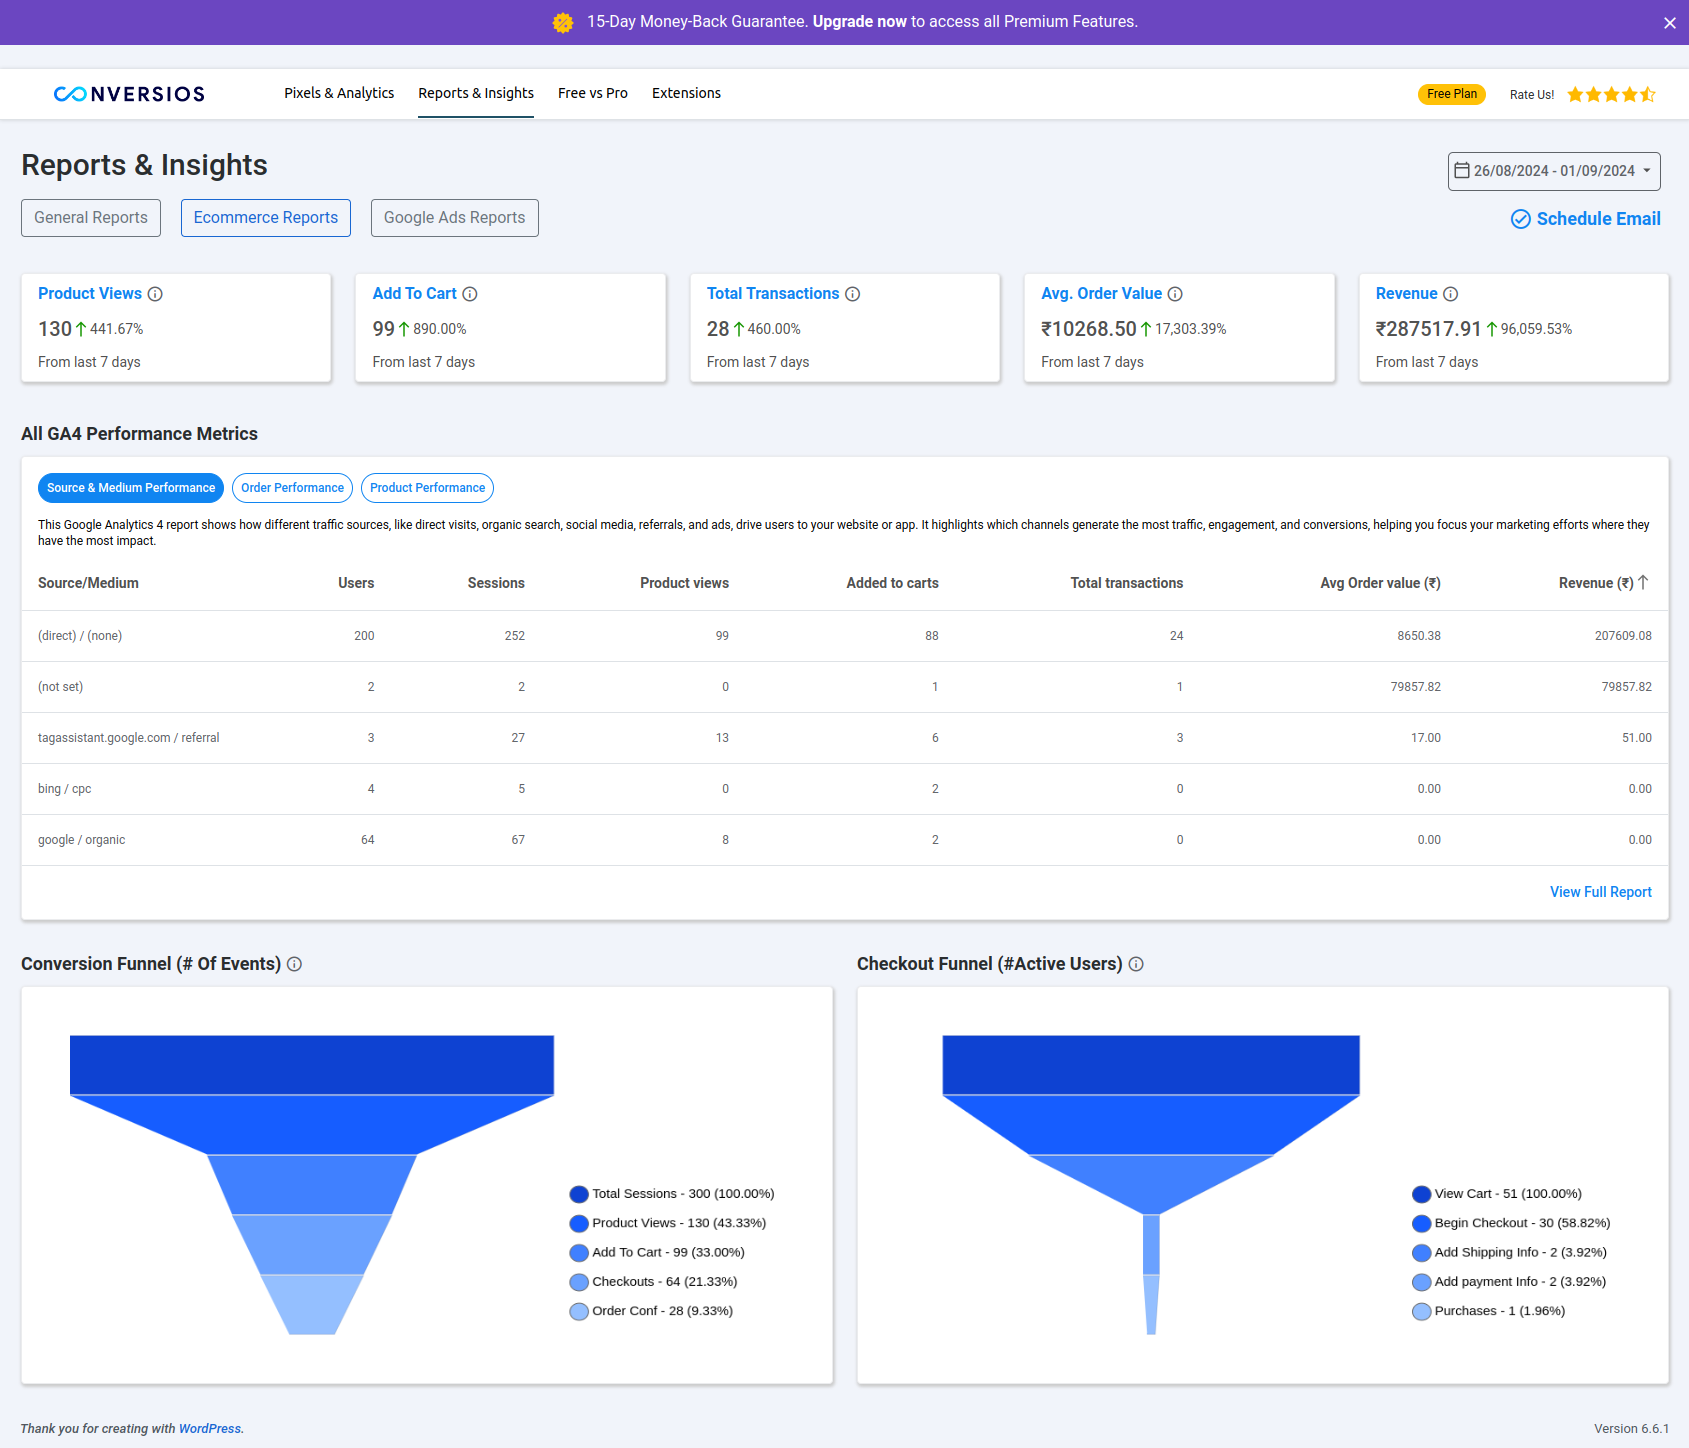 15-Day Money-Back Guarantee. Upgrade now to access all Premium Features.
CONVERSIOS
Pixels & Analytics
Reports & Insights
Free vs Pro
Extensions
Free Plan
Rate Us!
Reports & Insights
26/08/2024 - 01/09/2024
General Reports
Ecommerce Reports
Google Ads Reports
Schedule Email
Product Views
130 441.67%
From last 7 days
Add To Cart
99 890.00%
From last 7 days
Total Transactions
28 460.00%
From last 7 days
Avg. Order Value
₹10268.50 17,303.39%
From last 7 days
Revenue
₹287517.91 96,059.53%
From last 7 days
All GA4 Performance Metrics
Source & Medium Performance
Order Performance
Product Performance
This Google Analytics 4 report shows how different traffic sources, like direct visits, organic search, social media, referrals, and ads, drive users to your website or app. It highlights which channels generate the most traffic, engagement, and conversions, helping you focus your marketing efforts where they
have the most impact.
Source/Medium Users Sessions Product views Added to carts Total transactions Avg Order value (₹) Revenue (₹)
(direct) / (none) 200 252 99 88 24 8650.38 207609.08
(not set) 2 2 0 1 1 79857.82 79857.82
tagassistant.google.com / referral 3 27 13 6 3 17.00 51.00
bing / cpc 4 5 0 2 0 0.00 0.00
google / organic 64 67 8 2 0 0.00 0.00
View Full Report
Conversion Funnel (# Of Events)
Total Sessions - 300 (100.00%)
Product Views - 130 (43.33%)
Add To Cart - 99 (33.00%)
Checkouts - 64 (21.33%)
Order Conf - 28 (9.33%)
Checkout Funnel (#Active Users)
View Cart - 51 (100.00%)
Begin Checkout - 30 (58.82%)
Add Shipping Info - 2 (3.92%)
Add payment Info - 2 (3.92%)
Purchases - 1 (1.96%)
Thank you for creating with WordPress.
Version 6.6.1